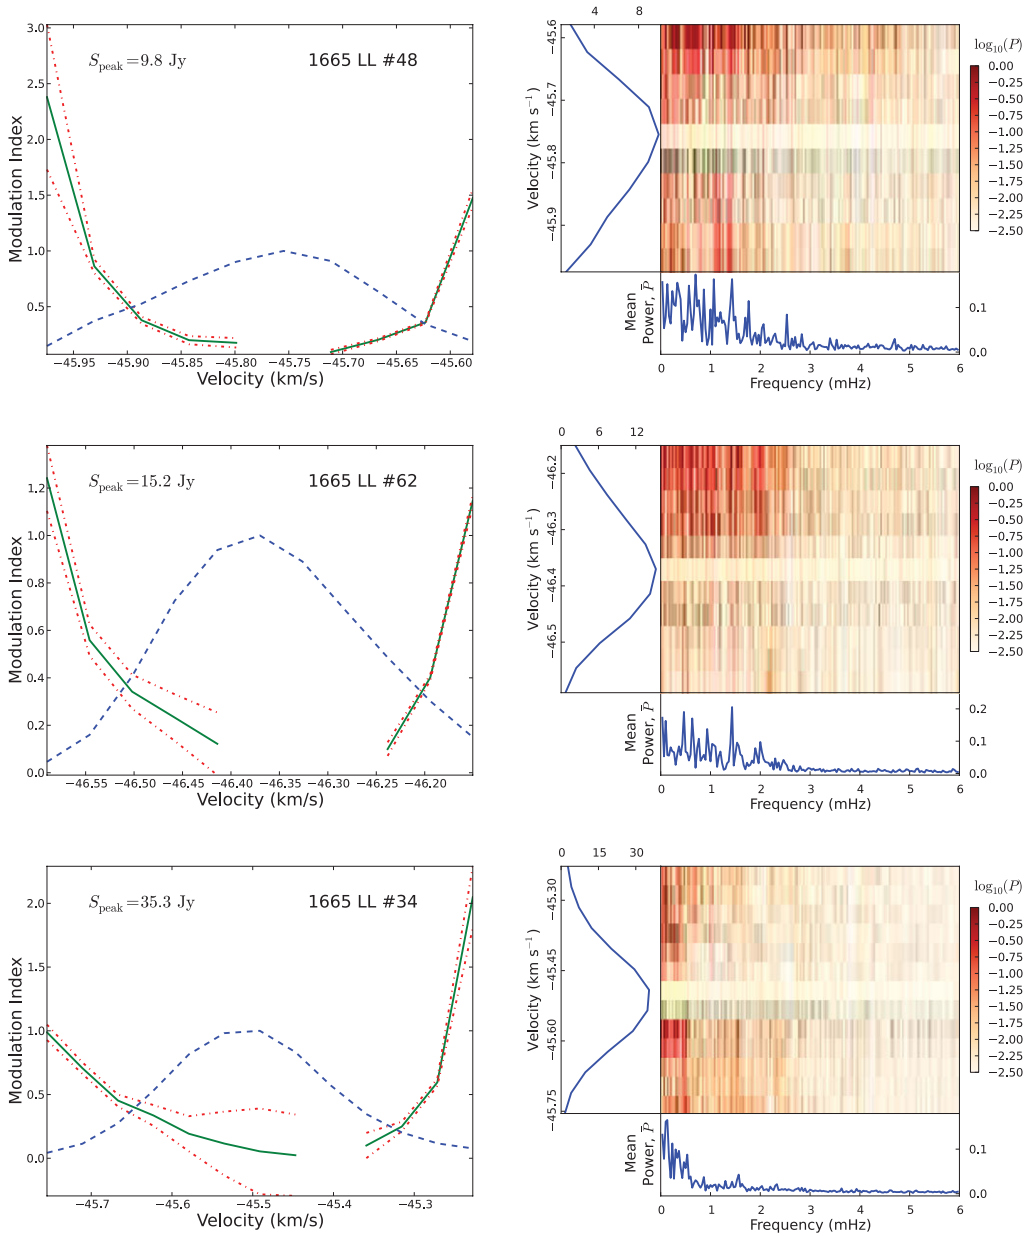 S_peak=9.8 Jy
1665 LL #48
3.0
2.5
2.0
1.5
1.0
0.5
Modulation Index
−45.95 −45.90 −45.85 −45.80 −45.75 −45.70 −45.65 −45.60
Velocity (km/s)
4 8
−45.6
−45.7
−45.8
−45.9
Velocity (km s⁻¹)
log₁₀(P)
0.00
−0.25
−0.50
−0.75
−1.00
−1.25
−1.50
−1.75
−2.00
−2.25
−2.50
Mean
Power, P̄
0.1
0.0
0 1 2 3 4 5 6
Frequency (mHz)
S_peak=15.2 Jy
1665 LL #62
1.2
1.0
0.8
0.6
0.4
0.2
0.0
Modulation Index
−46.55 −46.50 −46.45 −46.40 −46.35 −46.30 −46.25 −46.20
Velocity (km/s)
0 6 12
−46.2
−46.3
−46.4
−46.5
Velocity (km s⁻¹)
log₁₀(P)
0.00
−0.25
−0.50
−0.75
−1.00
−1.25
−1.50
−1.75
−2.00
−2.25
−2.50
Mean
Power, P̄
0.2
0.1
0.0
0 1 2 3 4 5 6
Frequency (mHz)
S_peak=35.3 Jy
1665 LL #34
2.0
1.5
1.0
0.5
0.0
Modulation Index
−45.7 −45.6 −45.5 −45.4 −45.3
Velocity (km/s)
0 15 30
−45.30
−45.45
−45.60
−45.75
Velocity (km s⁻¹)
log₁₀(P)
0.00
−0.25
−0.50
−0.75
−1.00
−1.25
−1.50
−1.75
−2.00
−2.25
−2.50
Mean
Power, P̄
0.1
0.0
0 1 2 3 4 5 6
Frequency (mHz)